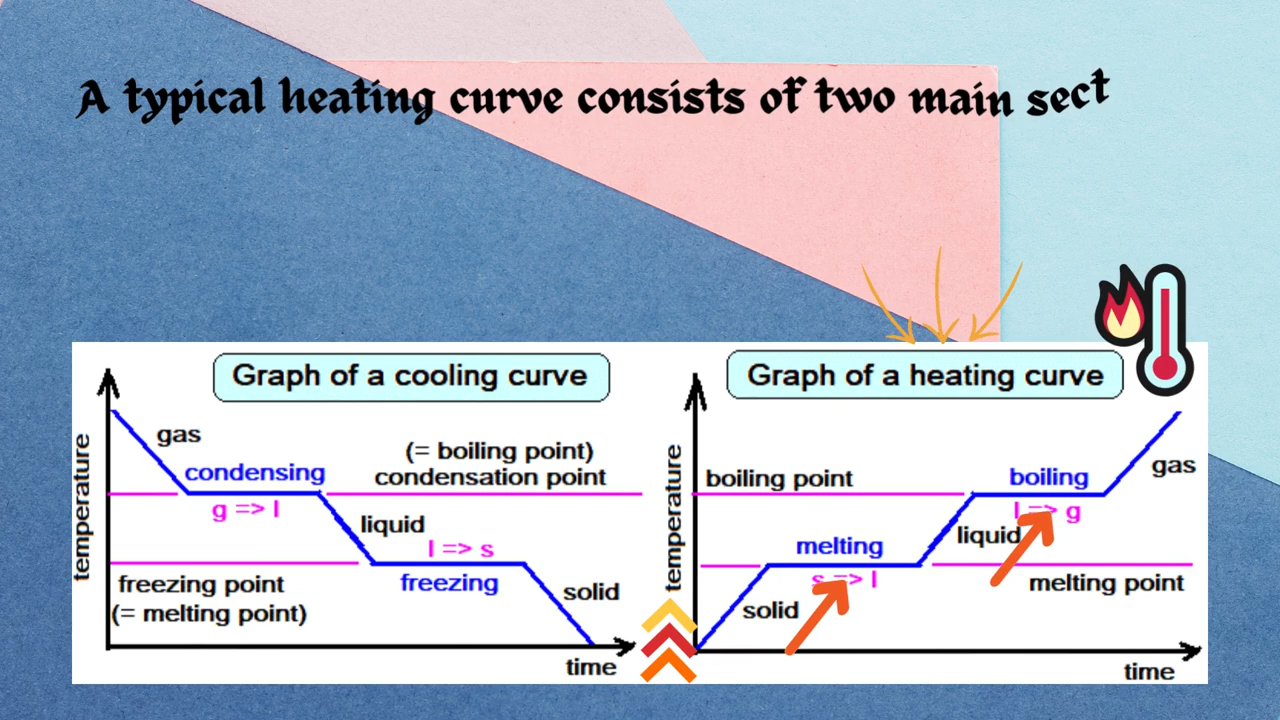 A typical heating curve consists of two main sect
Graph of a cooling curve
temperature
gas
condensing
g => l
(= boiling point)
condensation point
liquid
l => s
freezing
freezing point
(= melting point)
solid
time
Graph of a heating curve
temperature
boiling point
boiling
l => g
gas
liquid
melting
s => l
melting point
solid
time